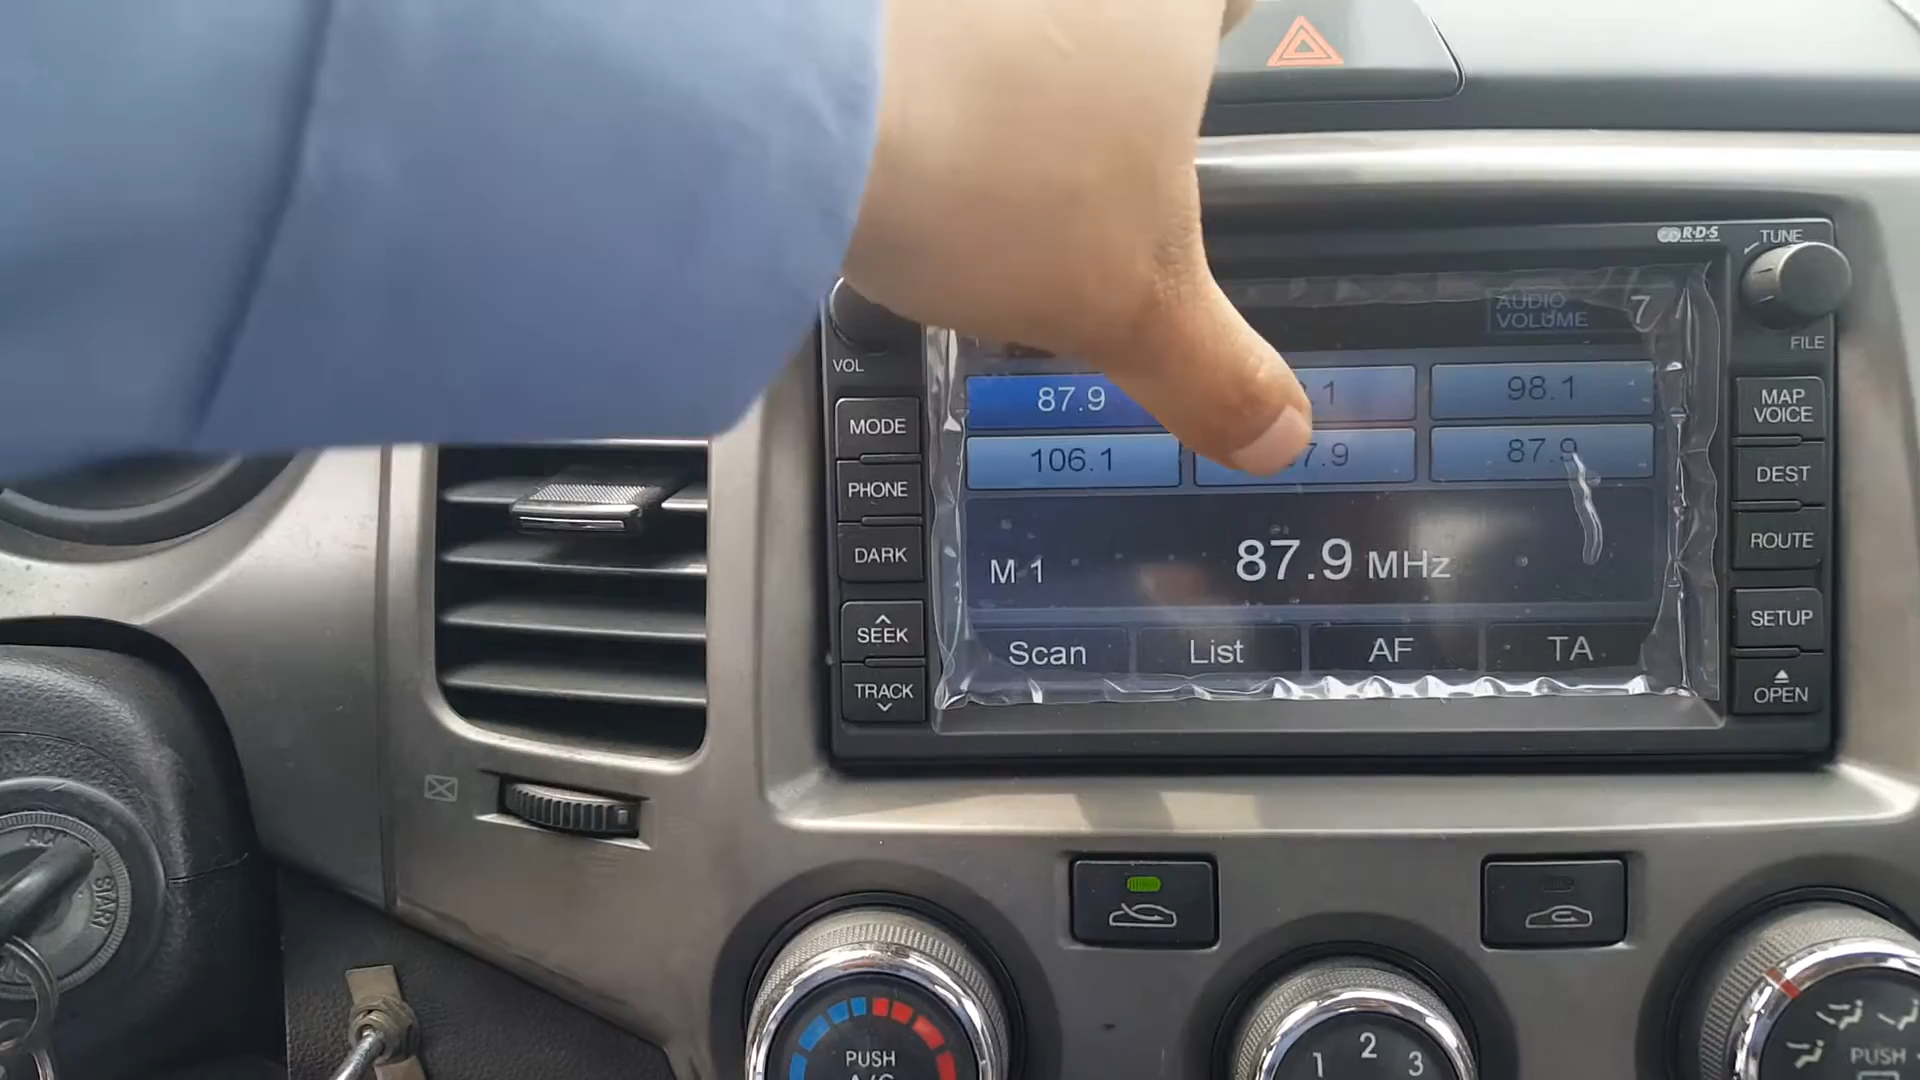 R·D·S
TUNE
AUDIO
VOLUME 7
FILE
VOL
87.9 .1 98.1
106.1 7.9 87.9
MODE
PHONE
DARK
SEEK
TRACK
MAP
VOICE
DEST
ROUTE
SETUP
OPEN
M 1 87.9 MHz
Scan List AF TA
START
PUSH
1 2 3
PUSH